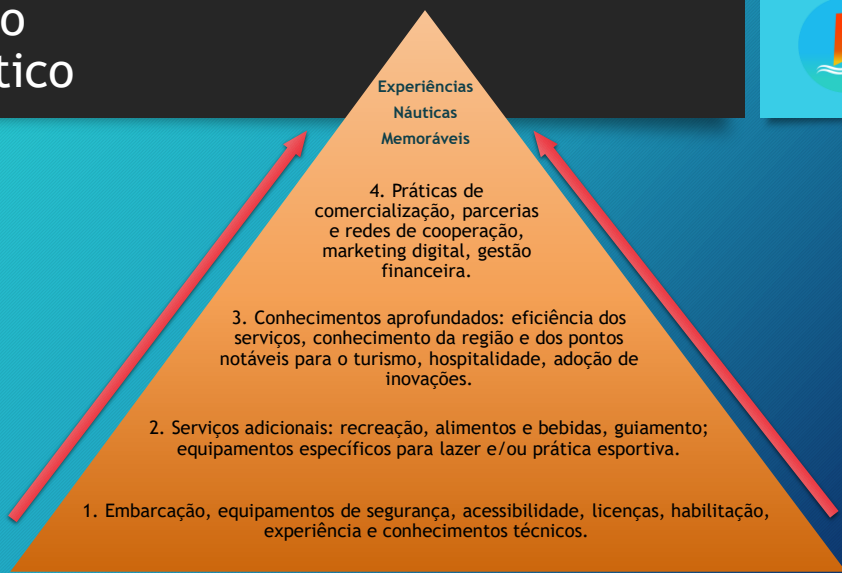 o
tico
Experiências
Náuticas
Memoráveis
4. Práticas de
comercialização, parcerias
e redes de cooperação,
marketing digital, gestão
financeira.
3. Conhecimentos aprofundados: eficiência dos
serviços, conhecimento da região e dos pontos
notáveis para o turismo, hospitalidade, adoção de
inovações.
2. Serviços adicionais: recreação, alimentos e bebidas, guiamento;
equipamentos específicos para lazer e/ou prática esportiva.
1. Embarcação, equipamentos de segurança, acessibilidade, licenças, habilitação,
experiência e conhecimentos técnicos.